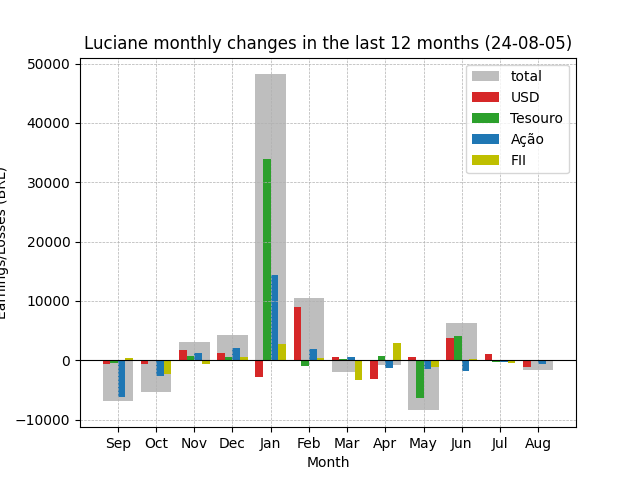 Luciane monthly changes in the last 12 months (24-08-05)
50000
40000
30000
20000
10000
0
−10000
total
USD
Tesouro
Ação
FII
Sep Oct Nov Dec Jan Feb Mar Apr May Jun Jul Aug
Month
Earnings/Losses (BRL)